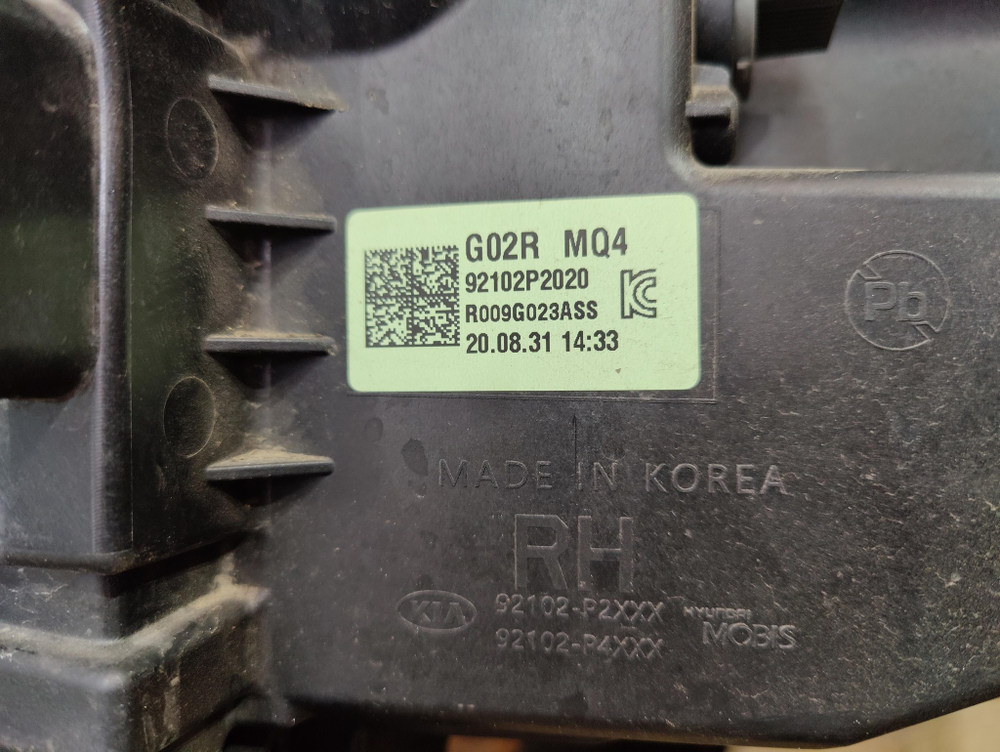 G02R MQ4
92102P2020
R009G023ASS
20.08.31 14:33
KC
Pb
MADE IN KOREA
RH
KIA
92102-P2XXX
92102-P4XXX
HYUNDAI
MOBIS